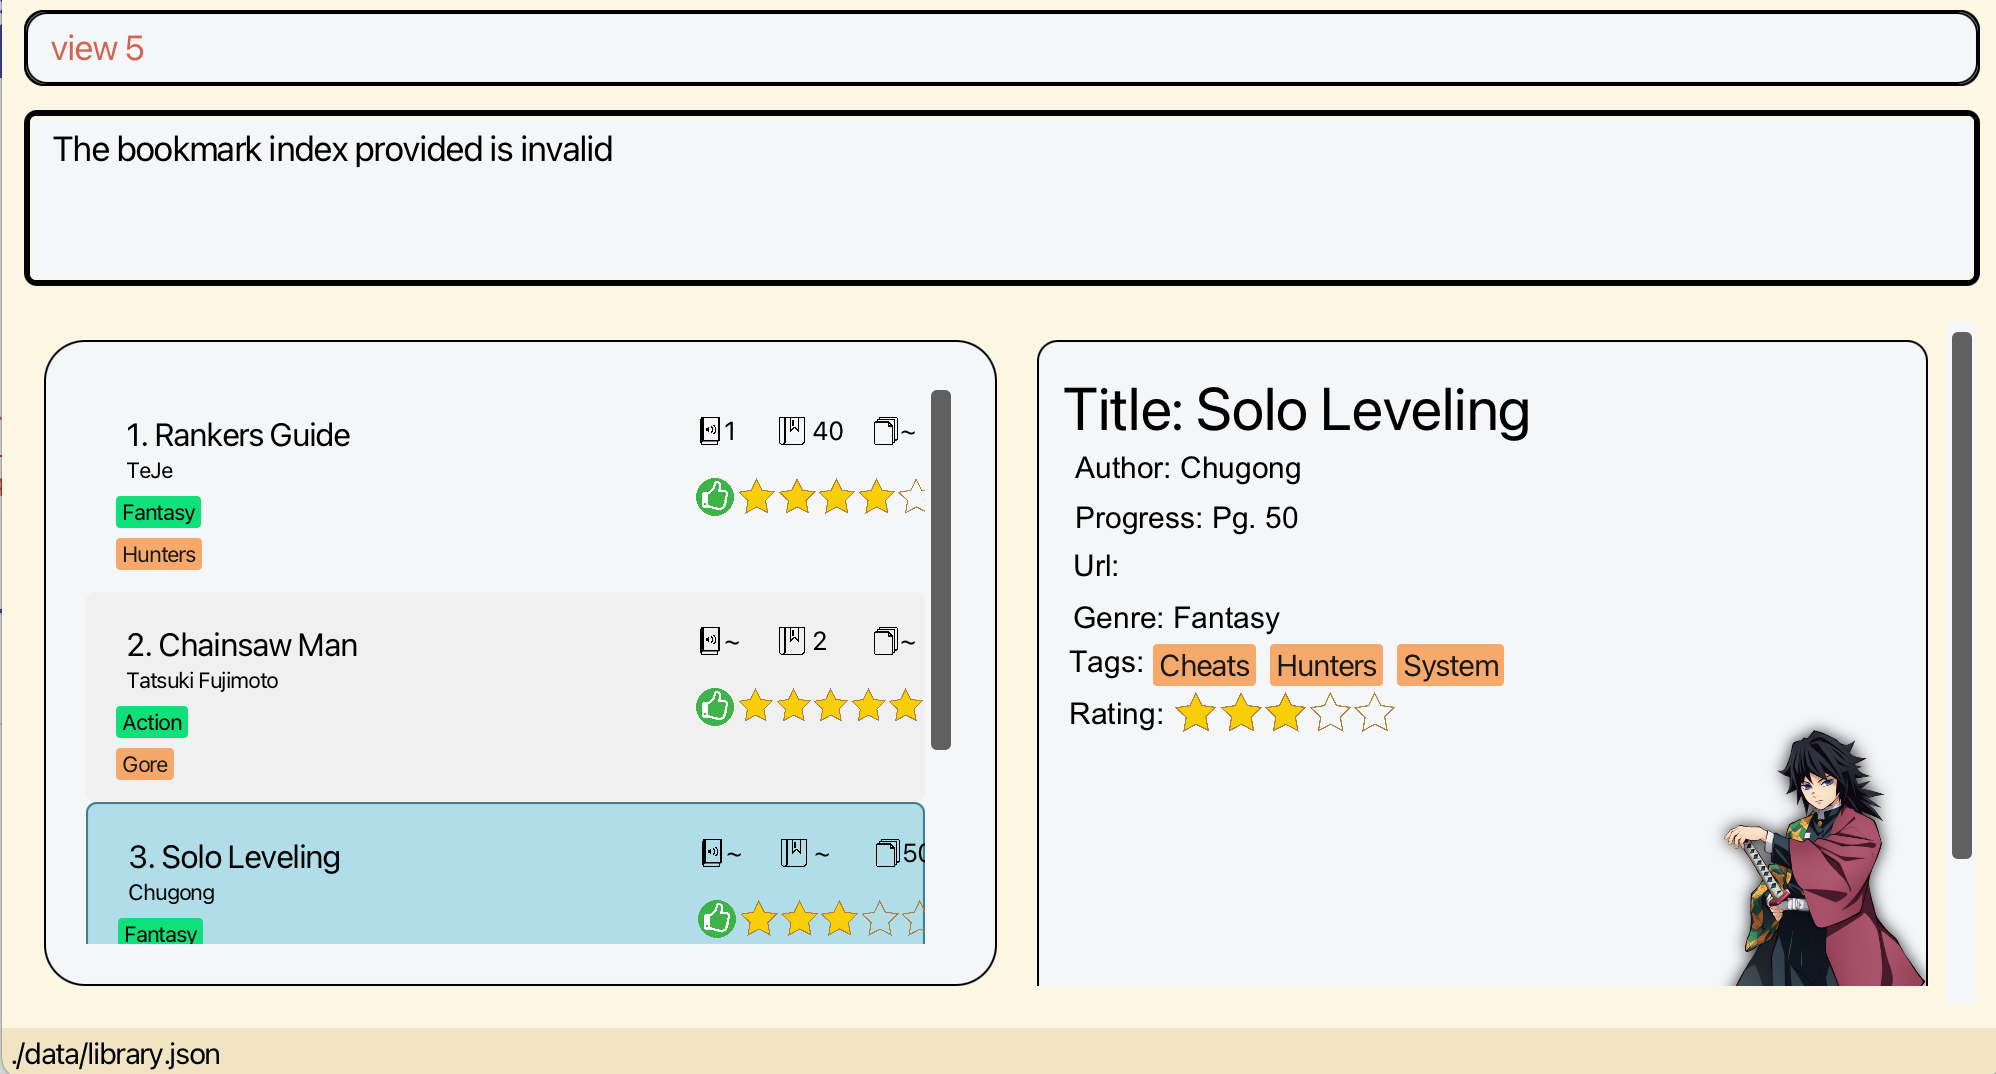 view 5
The bookmark index provided is invalid
1. Rankers Guide
1 40 ~
TeJe
Fantasy
Hunters
2. Chainsaw Man
~ 2 ~
Tatsuki Fujimoto
Action
Gore
3. Solo Leveling
~ ~ 50
Chugong
Fantasy
Title: Solo Leveling
Author: Chugong
Progress: Pg. 50
Url:
Genre: Fantasy
Tags: Cheats Hunters System
Rating:
./data/library.json